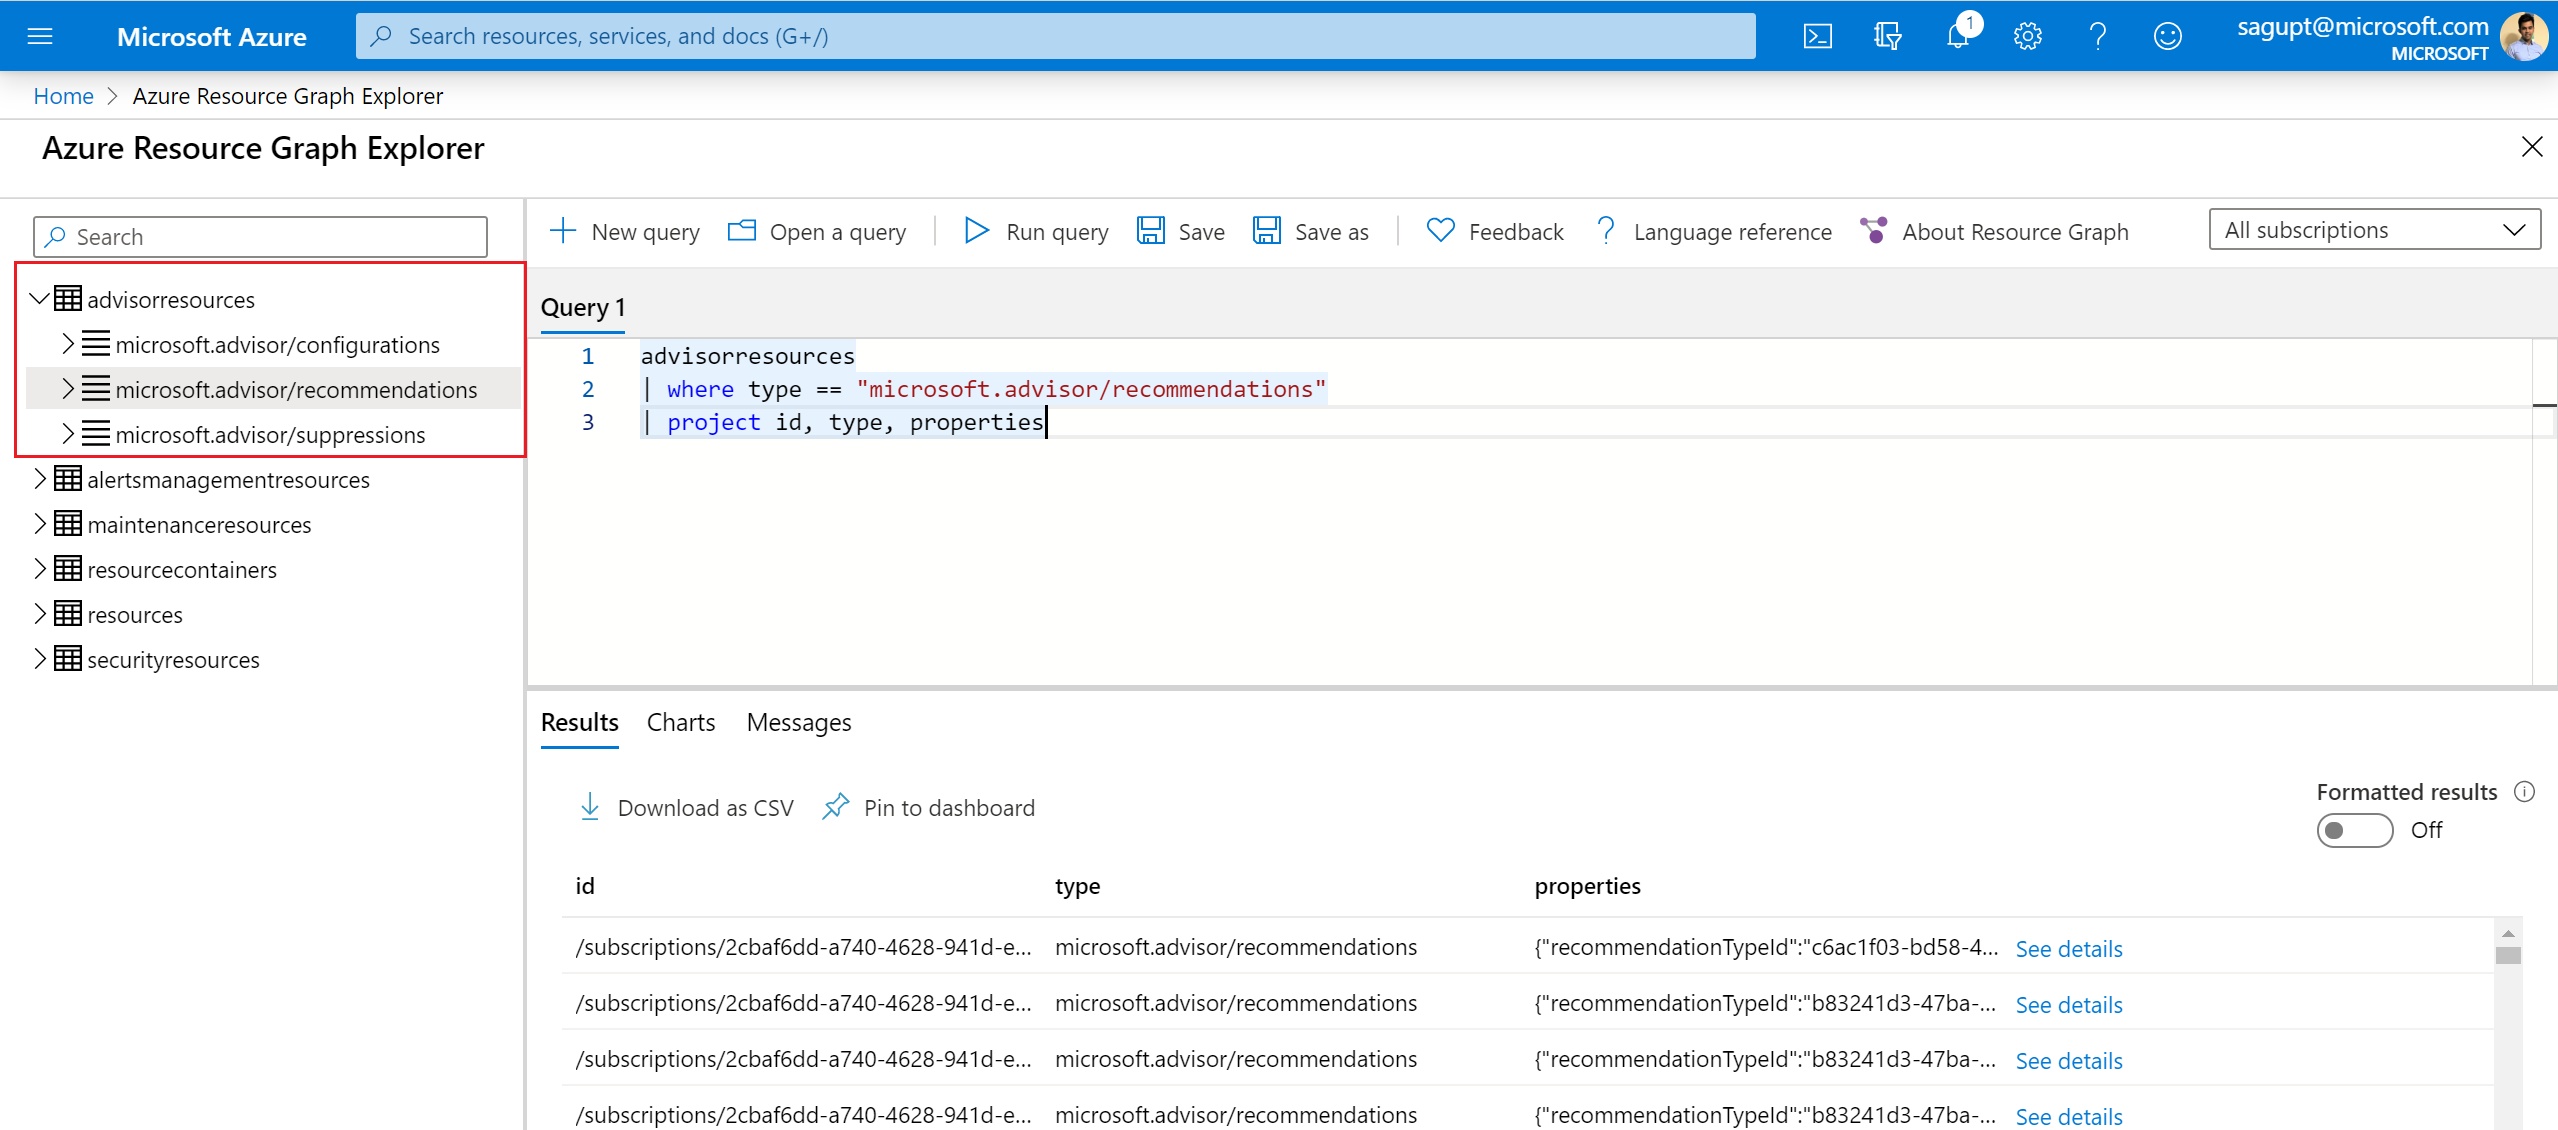 Microsoft Azure
Search resources, services, and docs (G+/)
1
sagupt@microsoft.com
MICROSOFT
Home > Azure Resource Graph Explorer
Azure Resource Graph Explorer
Search
advisorresources
microsoft.advisor/configurations
microsoft.advisor/recommendations
microsoft.advisor/suppressions
alertsmanagementresources
maintenanceresources
resourcecontainers
resources
securityresources
New query
Open a query
Run query
Save
Save as
Feedback
Language reference
About Resource Graph
All subscriptions
Query 1
1 advisorresources
2 | where type == "microsoft.advisor/recommendations"
3 | project id, type, properties
Results Charts Messages
Download as CSV
Pin to dashboard
Formatted results
Off
id type properties
/subscriptions/2cbaf6dd-a740-4628-941d-e... microsoft.advisor/recommendations {"recommendationTypeId":"c6ac1f03-bd58-4... See details
/subscriptions/2cbaf6dd-a740-4628-941d-e... microsoft.advisor/recommendations {"recommendationTypeId":"b83241d3-47ba-... See details
/subscriptions/2cbaf6dd-a740-4628-941d-e... microsoft.advisor/recommendations {"recommendationTypeId":"b83241d3-47ba-... See details
/subscriptions/2cbaf6dd-a740-4628-941d-e... microsoft.advisor/recommendations {"recommendationTypeId":"b83241d3-47ba-... See details